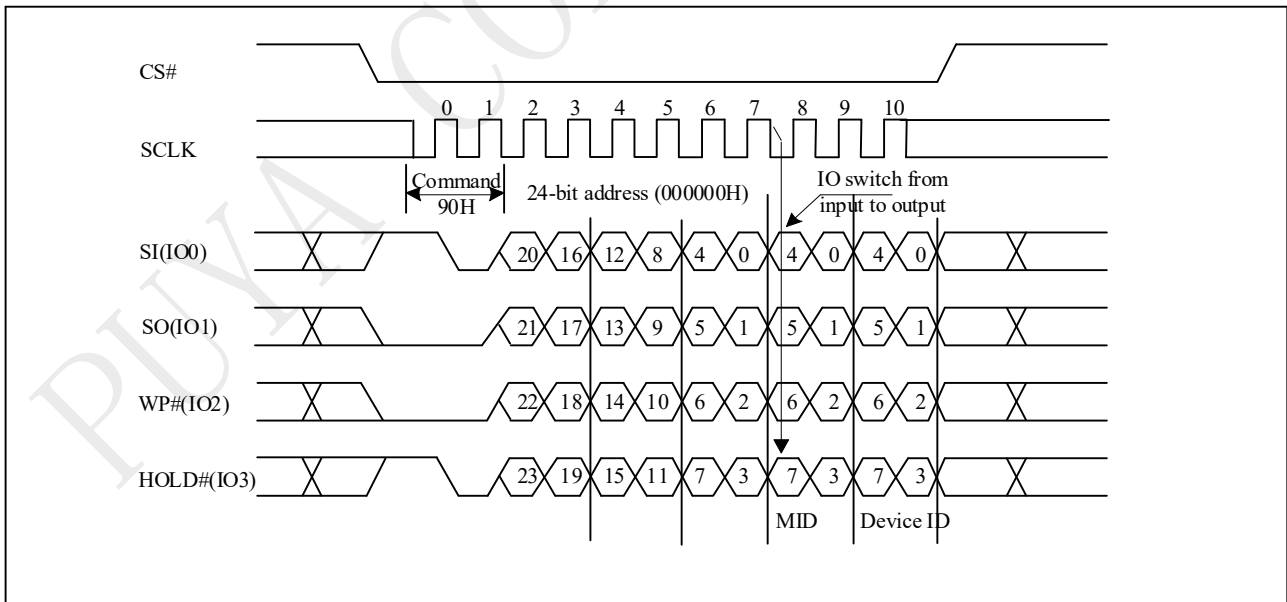 PUYA CON
CS#
0 1 2 3 4 5 6 7 8 9 10
SCLK
Command
90H
24-bit address (000000H)
IO switch from
input to output
SI(IO0)
20 16 12 8 4 0 4 0 4 0
SO(IO1)
21 17 13 9 5 1 5 1 5 1
WP#(IO2)
22 18 14 10 6 2 6 2 6 2
HOLD#(IO3)
23 19 15 11 7 3 7 3 7 3
MID
Device ID